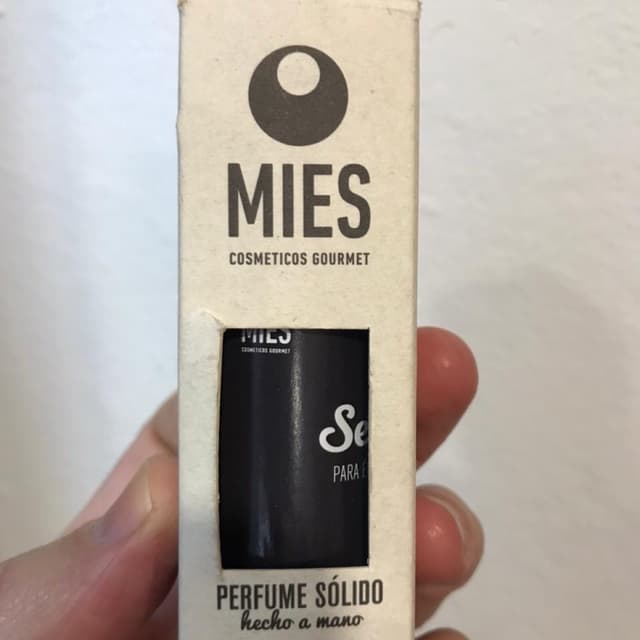 MIES
COSMETICOS GOURMET
MIES
COSMETICOS GOURMET
PARA
PERFUME SÓLIDO
hecho a mano